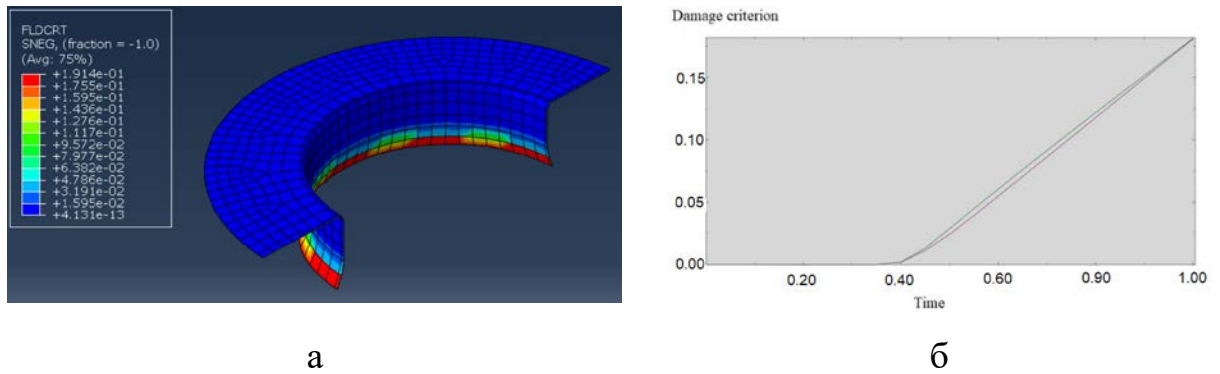 FLDCRT
SNEG, (fraction = -1.0)
(Avg: 75%)
+1.914e-01
+1.755e-01
+1.595e-01
+1.436e-01
+1.276e-01
+1.117e-01
+9.572e-02
+7.977e-02
+6.382e-02
+4.786e-02
+3.191e-02
+1.595e-02
+4.131e-13
Damage criterion
0.15
0.10
0.05
0.00
0.20 0.40 0.60 0.90 1.00
Time
а б